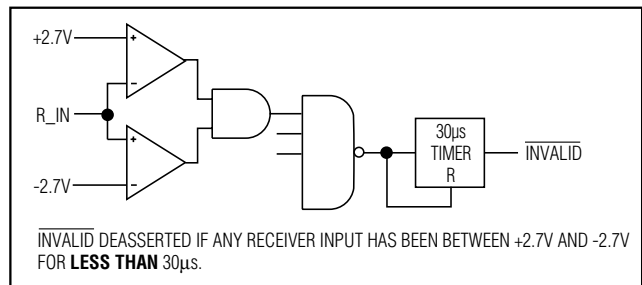 +2.7V
R_IN
-2.7V
+
−
+
−
30µs
TIMER
R
INVALID
INVALID DEASSERTED IF ANY RECEIVER INPUT HAS BEEN BETWEEN +2.7V AND -2.7V
FOR LESS THAN 30µs.